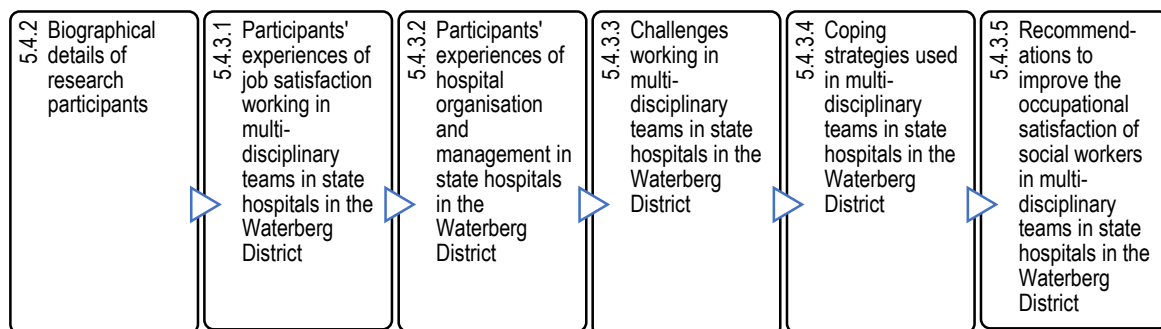 5.4.2
Biographical
details of
research
participants
5.4.3.1
Participants'
experiences of
job satisfaction
working in
multi-
disciplinary
teams in state
hospitals in the
Waterberg
District
5.4.3.2
Participants'
experiences of
hospital
organisation
and
management in
state hospitals
in the
Waterberg
District
5.4.3.3
Challenges
working in
multi-
disciplinary
teams in state
hospitals in the
Waterberg
District
5.4.3.4
Coping
strategies used
in multi-
disciplinary
teams in state
hospitals in the
Waterberg
District
5.4.3.5
Recommend-
ations to
improve the
occupational
satisfaction of
social workers
in multi-
disciplinary
teams in state
hospitals in the
Waterberg
District